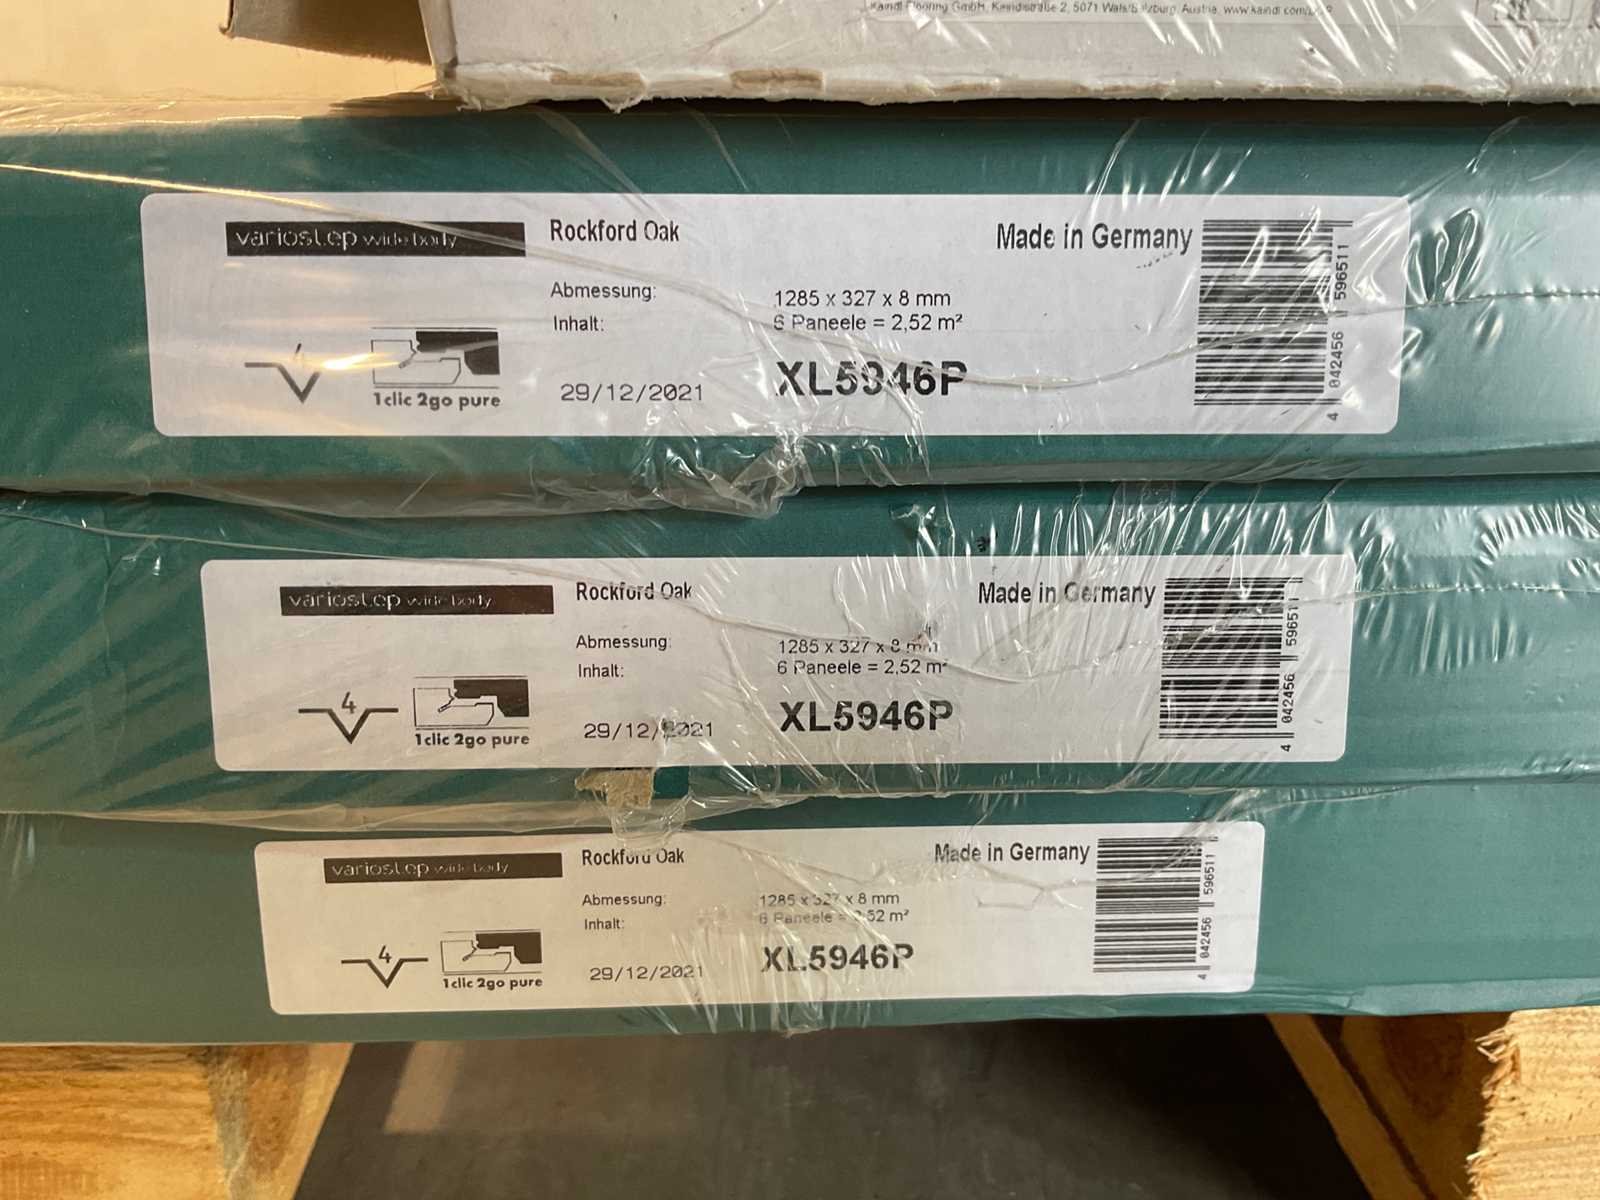 Kaindl Flooring GmbH, Kaindlstraße 2, 5071 Wals/Salzburg, Austria, www.kaindl.com
variostep wide body
Rockford Oak
Made in Germany
Abmessung:
1285 x 327 x 8 mm
Inhalt:
6 Paneele = 2,52 m²
4
1clic 2go pure
29/12/2021
XL5946P
4 042456 596511
variostep wide body
Rockford Oak
Made in Germany
Abmessung:
1285 x 327 x 8 mm
Inhalt:
6 Paneele = 2,52 m²
4
1clic 2go pure
29/12/2021
XL5946P
4 042456 596511
variostep wide body
Rockford Oak
Made in Germany
Abmessung:
1285 x 327 x 8 mm
Inhalt:
6 Paneele = 2,52 m²
4
1clic 2go pure
29/12/2021
XL5946P
4 042456 596511